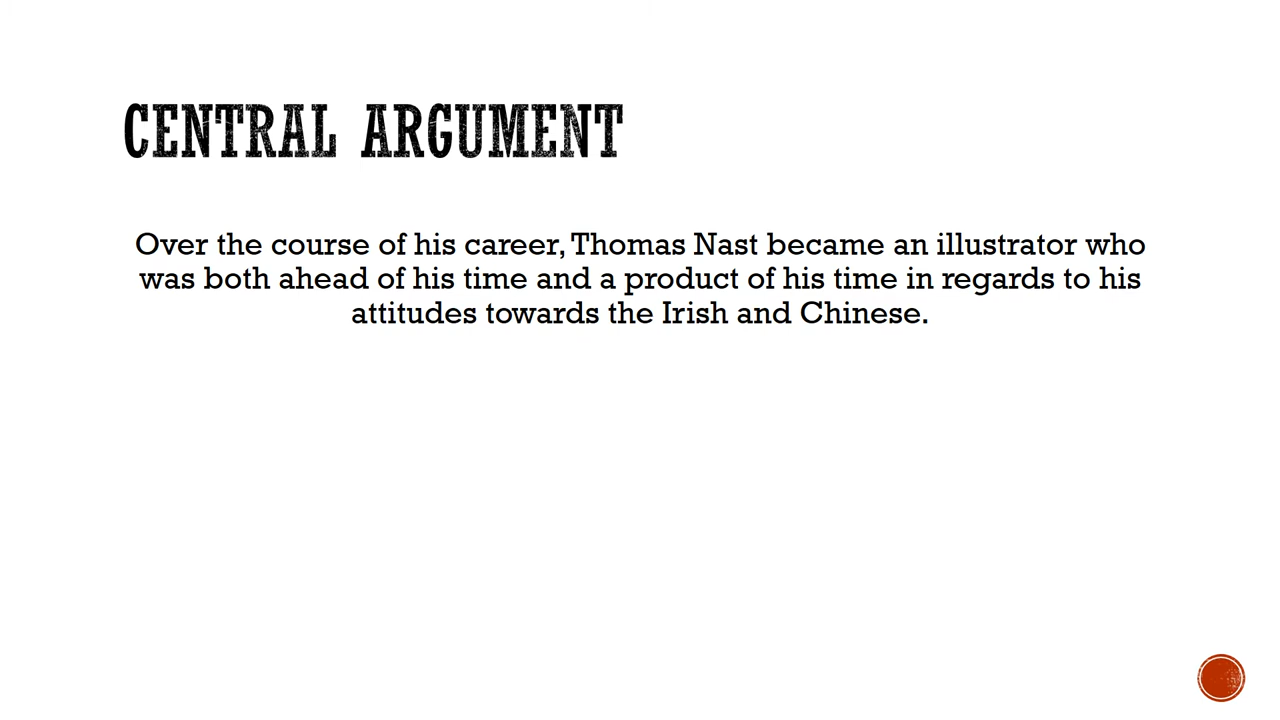 CENTRAL ARGUMENT
Over the course of his career, Thomas Nast became an illustrator who
was both ahead of his time and a product of his time in regards to his
attitudes towards the Irish and Chinese.